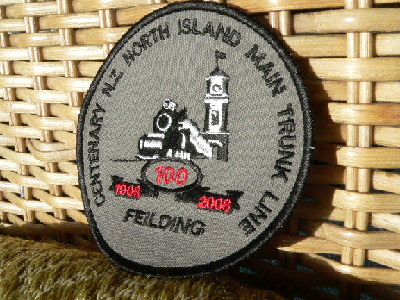 CENTENARY N.Z. NORTH ISLAND MAIN TRUNK LINE
100
1908 2008
FEILDING